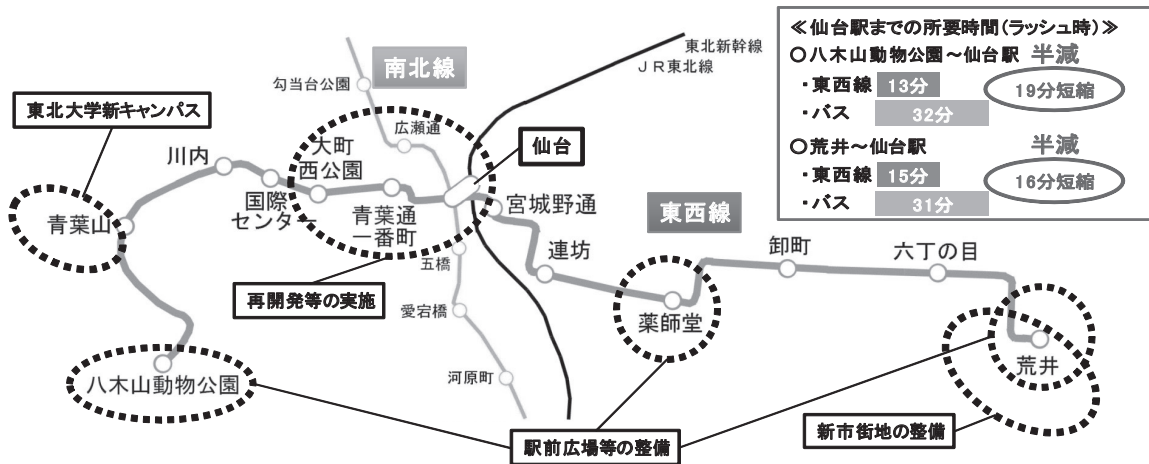 ≪仙台駅までの所要時間(ラッシュ時)≫
○八木山動物公園～仙台駅 半減
・東西線 13分
19分短縮
・バス 32分
○荒井～仙台駅 半減
・東西線 15分
16分短縮
・バス 31分
東北新幹線
JR東北線
南北線
勾当台公園
東北大学新キャンパス
広瀬通
仙台
大町
西公園
川内
国際
センター
青葉通
一番町
宮城野通
東西線
青葉山
五橋
連坊
卸町
六丁の目
再開発等の実施
愛宕橋
薬師堂
荒井
河原町
八木山動物公園
駅前広場等の整備
新市街地の整備